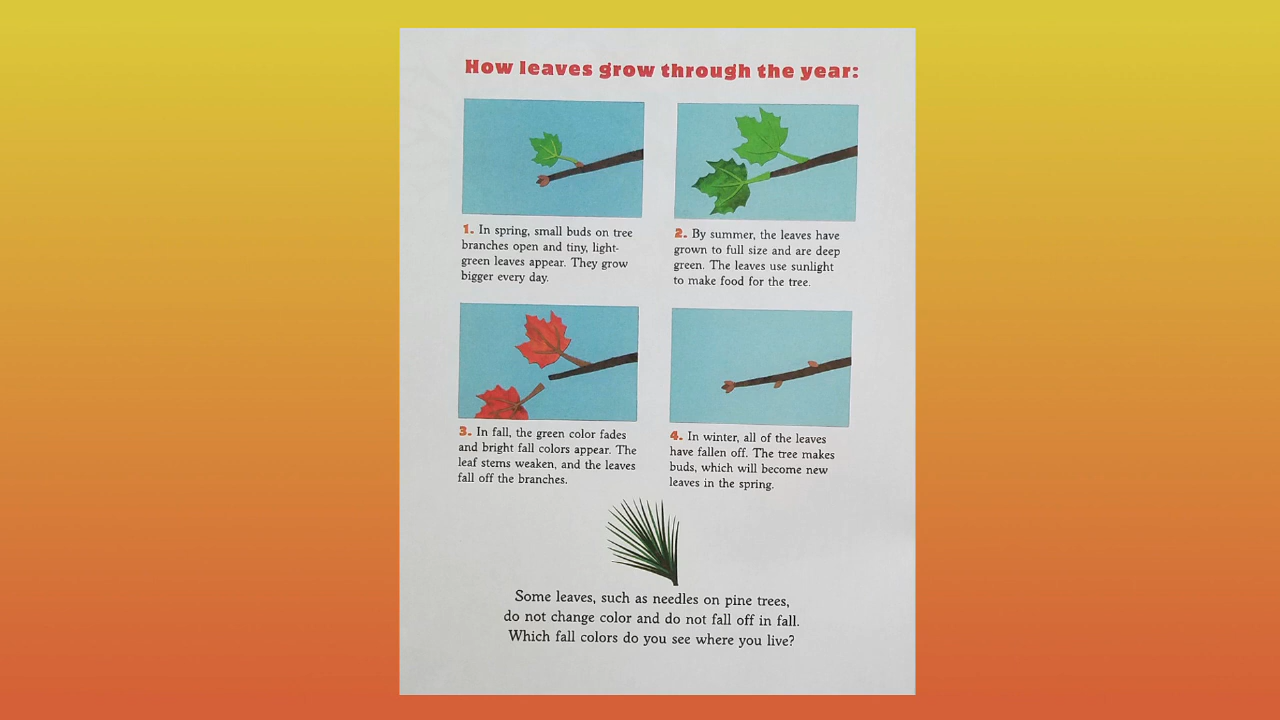 How leaves grow through the year:
1. In spring, small buds on tree
branches open and tiny, light-
green leaves appear. They grow
bigger every day.
2. By summer, the leaves have
grown to full size and are deep
green. The leaves use sunlight
to make food for the tree.
3. In fall, the green color fades
and bright fall colors appear. The
leaf stems weaken, and the leaves
fall off the branches.
4. In winter, all of the leaves
have fallen off. The tree makes
buds, which will become new
leaves in the spring.
Some leaves, such as needles on pine trees,
do not change color and do not fall off in fall.
Which fall colors do you see where you live?